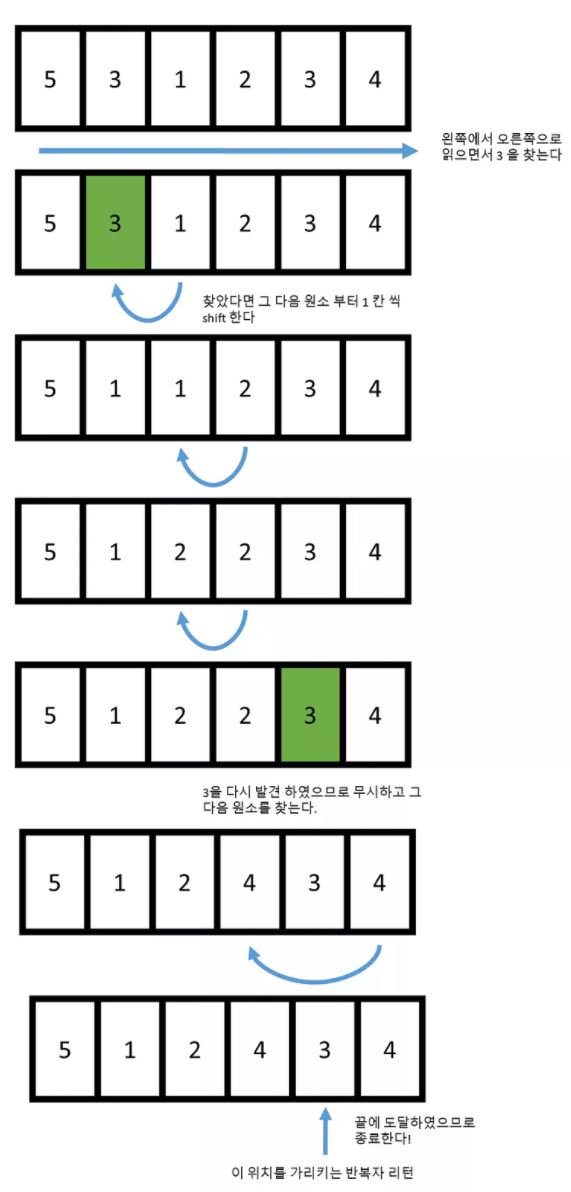 5 3 1 2 3 4
왼쪽에서 오른쪽으로
읽으면서 3 을 찾는다
5 3 1 2 3 4
찾았다면 그 다음 원소 부터 1 칸 씩
shift 한다
5 1 1 2 3 4
5 1 2 2 3 4
5 1 2 2 3 4
3을 다시 발견 하였으므로 무시하고 그
다음 원소를 찾는다.
5 1 2 4 3 4
5 1 2 4 3 4
끝에 도달하였으므로
종료한다!
이 위치를 가리키는 반복자 리턴